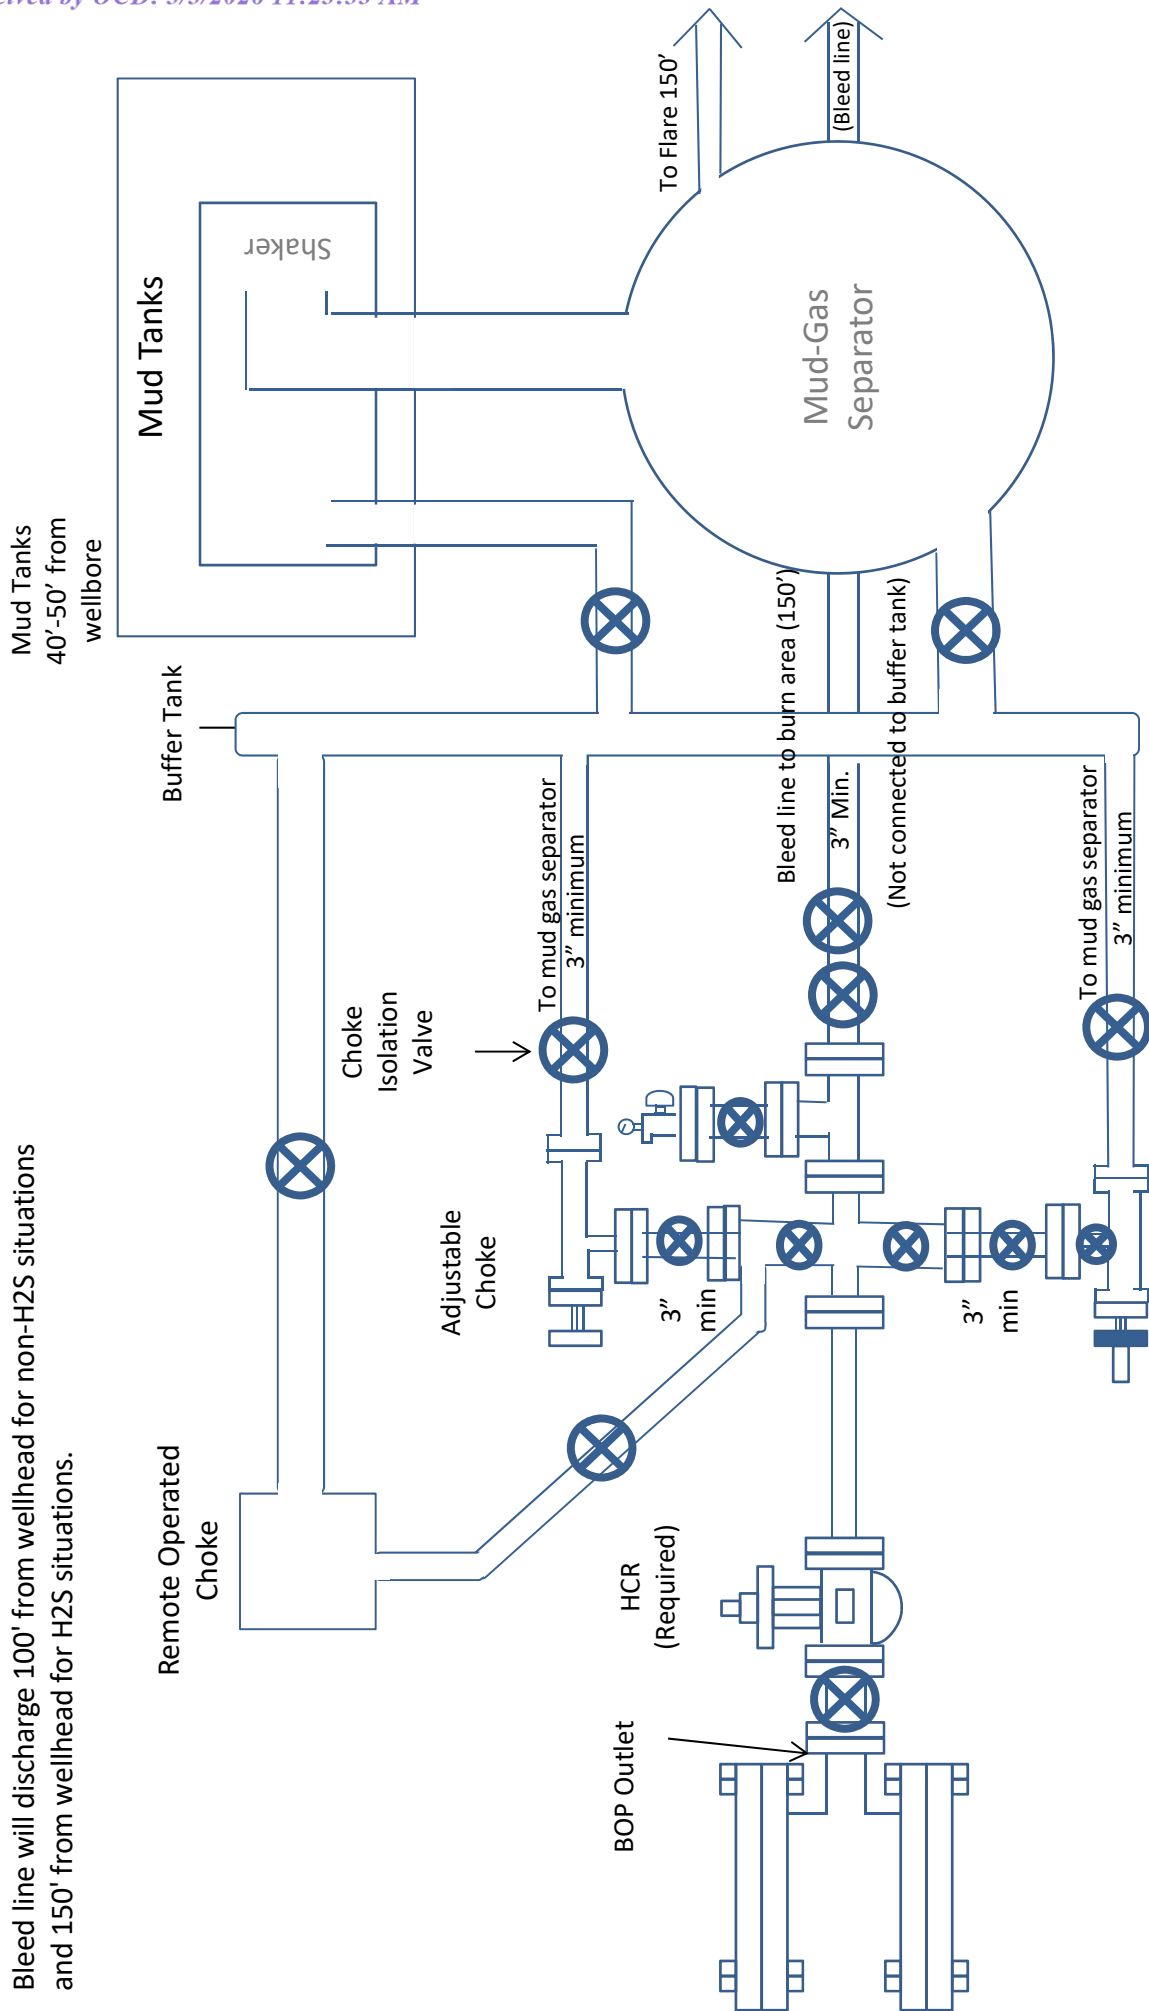 by OCD: AM
Bleed line will discharge 100' from wellhead for non-H2S situations
and 150' from wellhead for H2S situations.
Mud Tanks
40’-50’ from
wellbore
Mud Tanks
Shaker
Buffer Tank
Remote Operated
Choke
Choke
Isolation
Valve
Adjustable
Choke
To mud gas separator
3” minimum
To Flare 150’
(Bleed line)
Mud-Gas
Separator
3”
min
HCR
(Required)
BOP Outlet
Bleed line to burn area (150’)
3” Min.
(Not connected to buffer tank)
3”
min
To mud gas separator
3” minimum